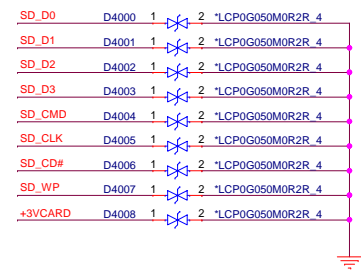 SD_D0 D4000 1 2 *LCP0G050M0R2R_4
SD_D1 D4001 1 2 *LCP0G050M0R2R_4
SD_D2 D4002 1 2 *LCP0G050M0R2R_4
SD_D3 D4003 1 2 *LCP0G050M0R2R_4
SD_CMD D4004 1 2 *LCP0G050M0R2R_4
SD_CLK D4005 1 2 *LCP0G050M0R2R_4
SD_CD# D4006 1 2 *LCP0G050M0R2R_4
SD_WP D4007 1 2 *LCP0G050M0R2R_4
+3VCARD D4008 1 2 *LCP0G050M0R2R_4